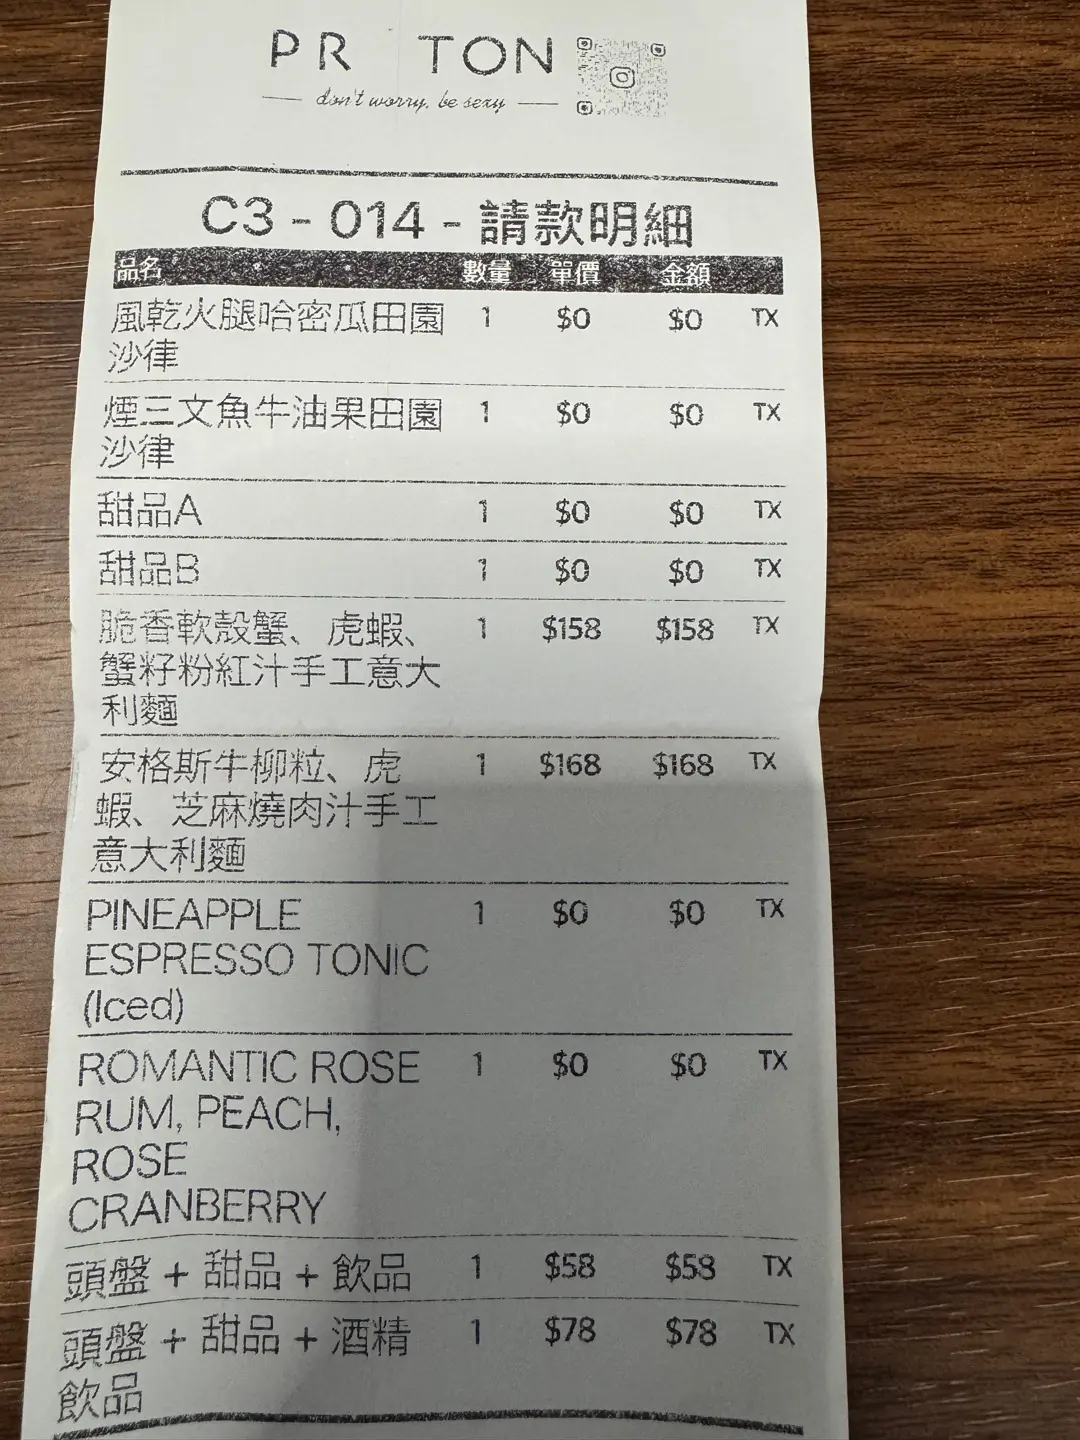 PR TON
don't worry, be sexy
C3 - 014 - 請款明細
品名 數量 單價 金額
風乾火腿哈密瓜田園 1 $0 $0 TX
沙律
煙三文魚牛油果田園 1 $0 $0 TX
沙律
甜品A 1 $0 $0 TX
甜品B 1 $0 $0 TX
脆香軟殼蟹、虎蝦、 1 $158 $158 TX
蟹籽粉紅汁手工意大
利麵
安格斯牛柳粒、虎 1 $168 $168 TX
蝦、芝麻燒肉汁手工
意大利麵
PINEAPPLE 1 $0 $0 TX
ESPRESSO TONIC
(Iced)
ROMANTIC ROSE 1 $0 $0 TX
RUM, PEACH,
ROSE
CRANBERRY
頭盤 + 甜品 + 飲品 1 $58 $58 TX
頭盤 + 甜品 + 酒精 1 $78 $78 TX
飲品